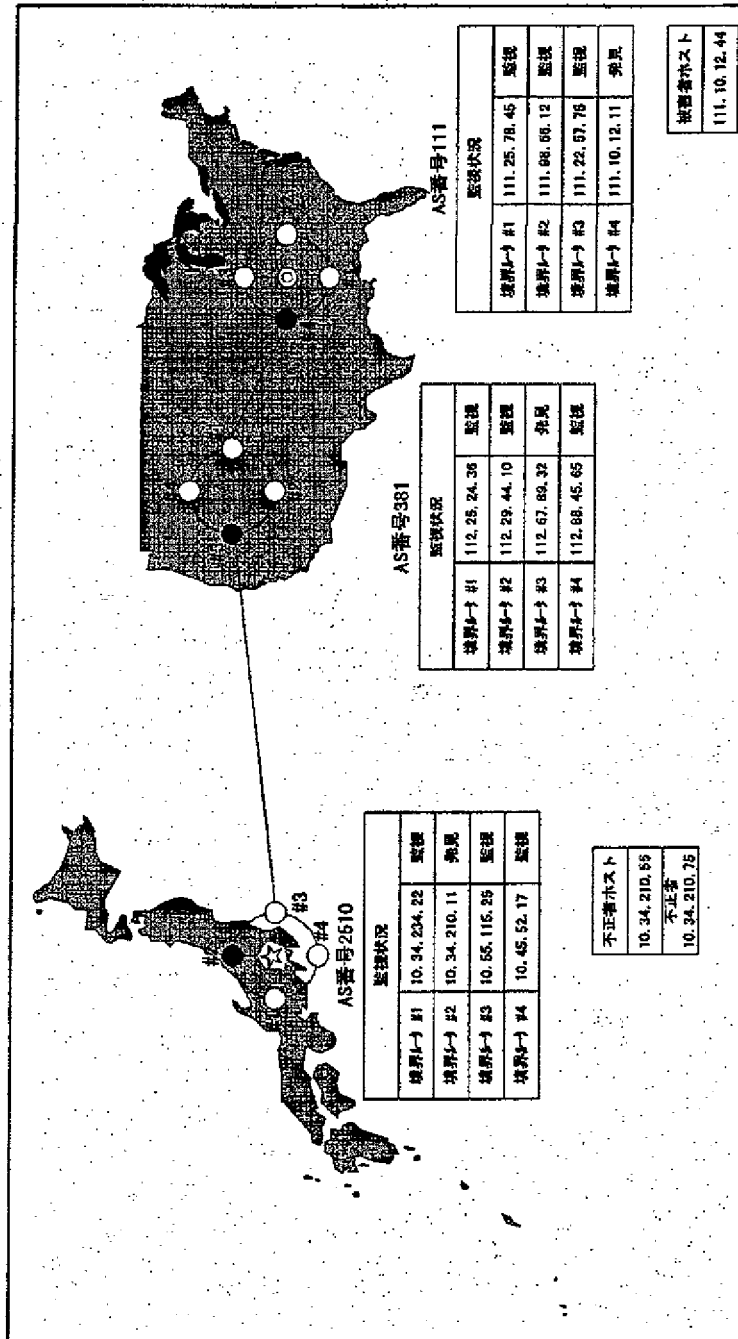 #3
#4
AS番号2510
監視状況
境界ルータ #1 10.34.234.22 監視
境界ルータ #2 10.34.210.11 発見
境界ルータ #3 10.55.115.25 監視
境界ルータ #4 10.45.52.17 監視
不正者ホスト
10.34.210.55
不正者
10.34.210.75
AS番号381
監視状況
境界ルータ #1 112.25.24.36 監視
境界ルータ #2 112.29.44.10 監視
境界ルータ #3 112.67.89.32 発見
境界ルータ #4 112.88.45.65 監視
AS番号111
監視状況
境界ルータ #1 111.25.78.45 監視
境界ルータ #2 111.68.55.12 監視
境界ルータ #3 111.22.57.75 監視
境界ルータ #4 111.10.12.11 発見
被害者ホスト
111.10.12.44